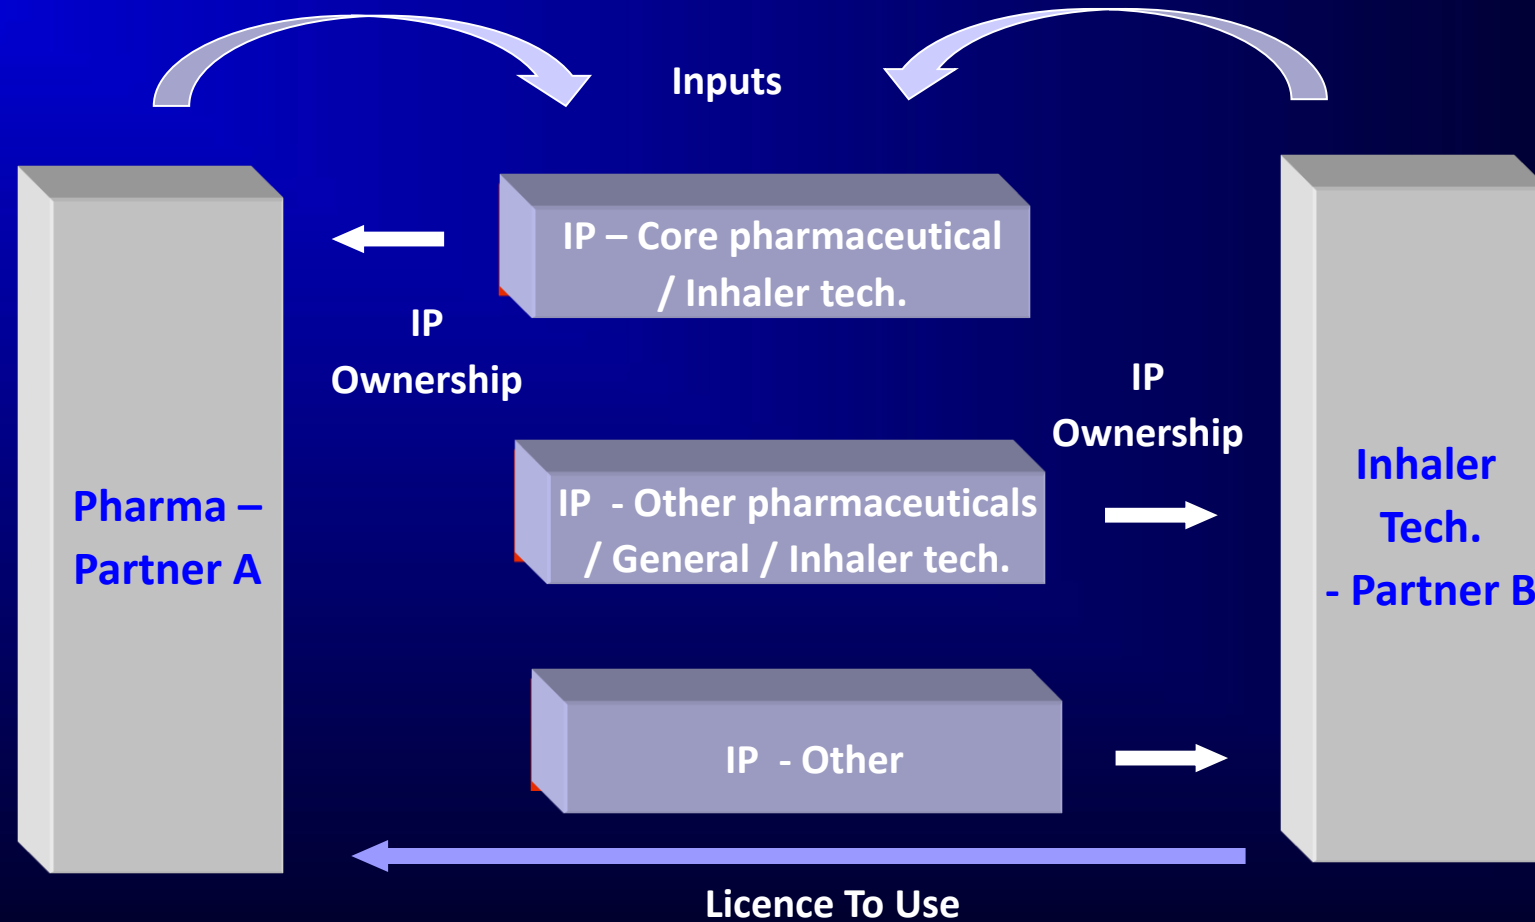 Inputs
IP – Core pharmaceutical
/ Inhaler tech.
IP
Ownership
IP
Ownership
Pharma –
Partner A
IP  - Other pharmaceuticals
/ General / Inhaler tech.
Inhaler
Tech.
- Partner B
IP  - Other
Licence To Use